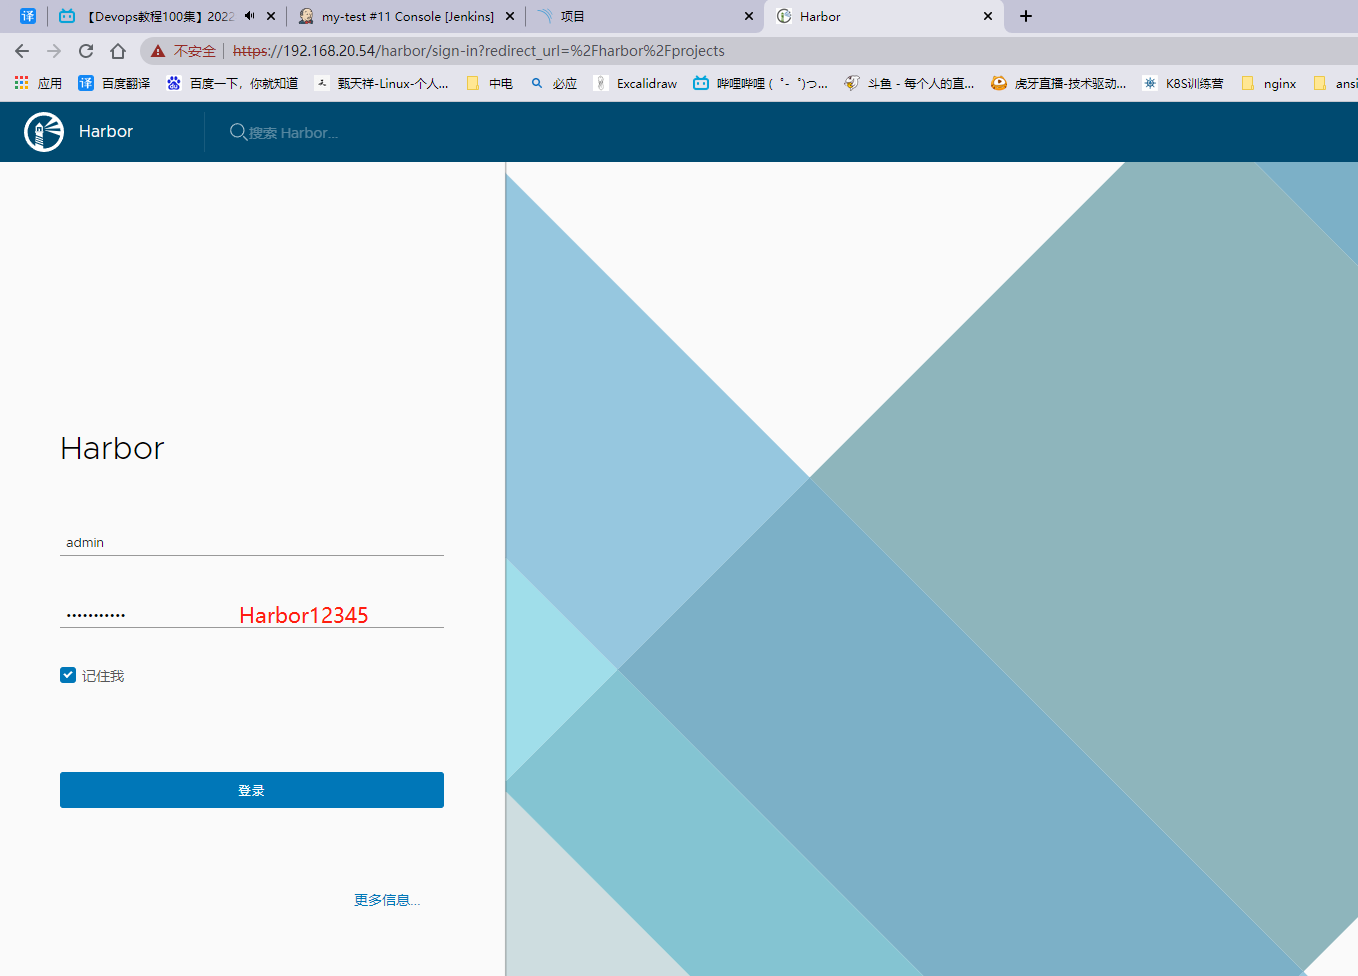 译 【Devops教程100集】2022 my-test #11 Console [Jenkins] 项目 Harbor
不安全 https://192.168.20.54/harbor/sign-in?redirect_url=%2Fharbor%2Fprojects
应用 译 百度翻译 百度一下，你就知道 甄天祥-Linux-个人... 中电 必应 Excalidraw 哔哩哔哩 (゜-゜)つ... 斗鱼 - 每个人的直... 虎牙直播-技术驱动... K8S训练营 nginx ansi
Harbor 搜索 Harbor...
Harbor
admin
••••••••••• Harbor12345
记住我
登录
更多信息...